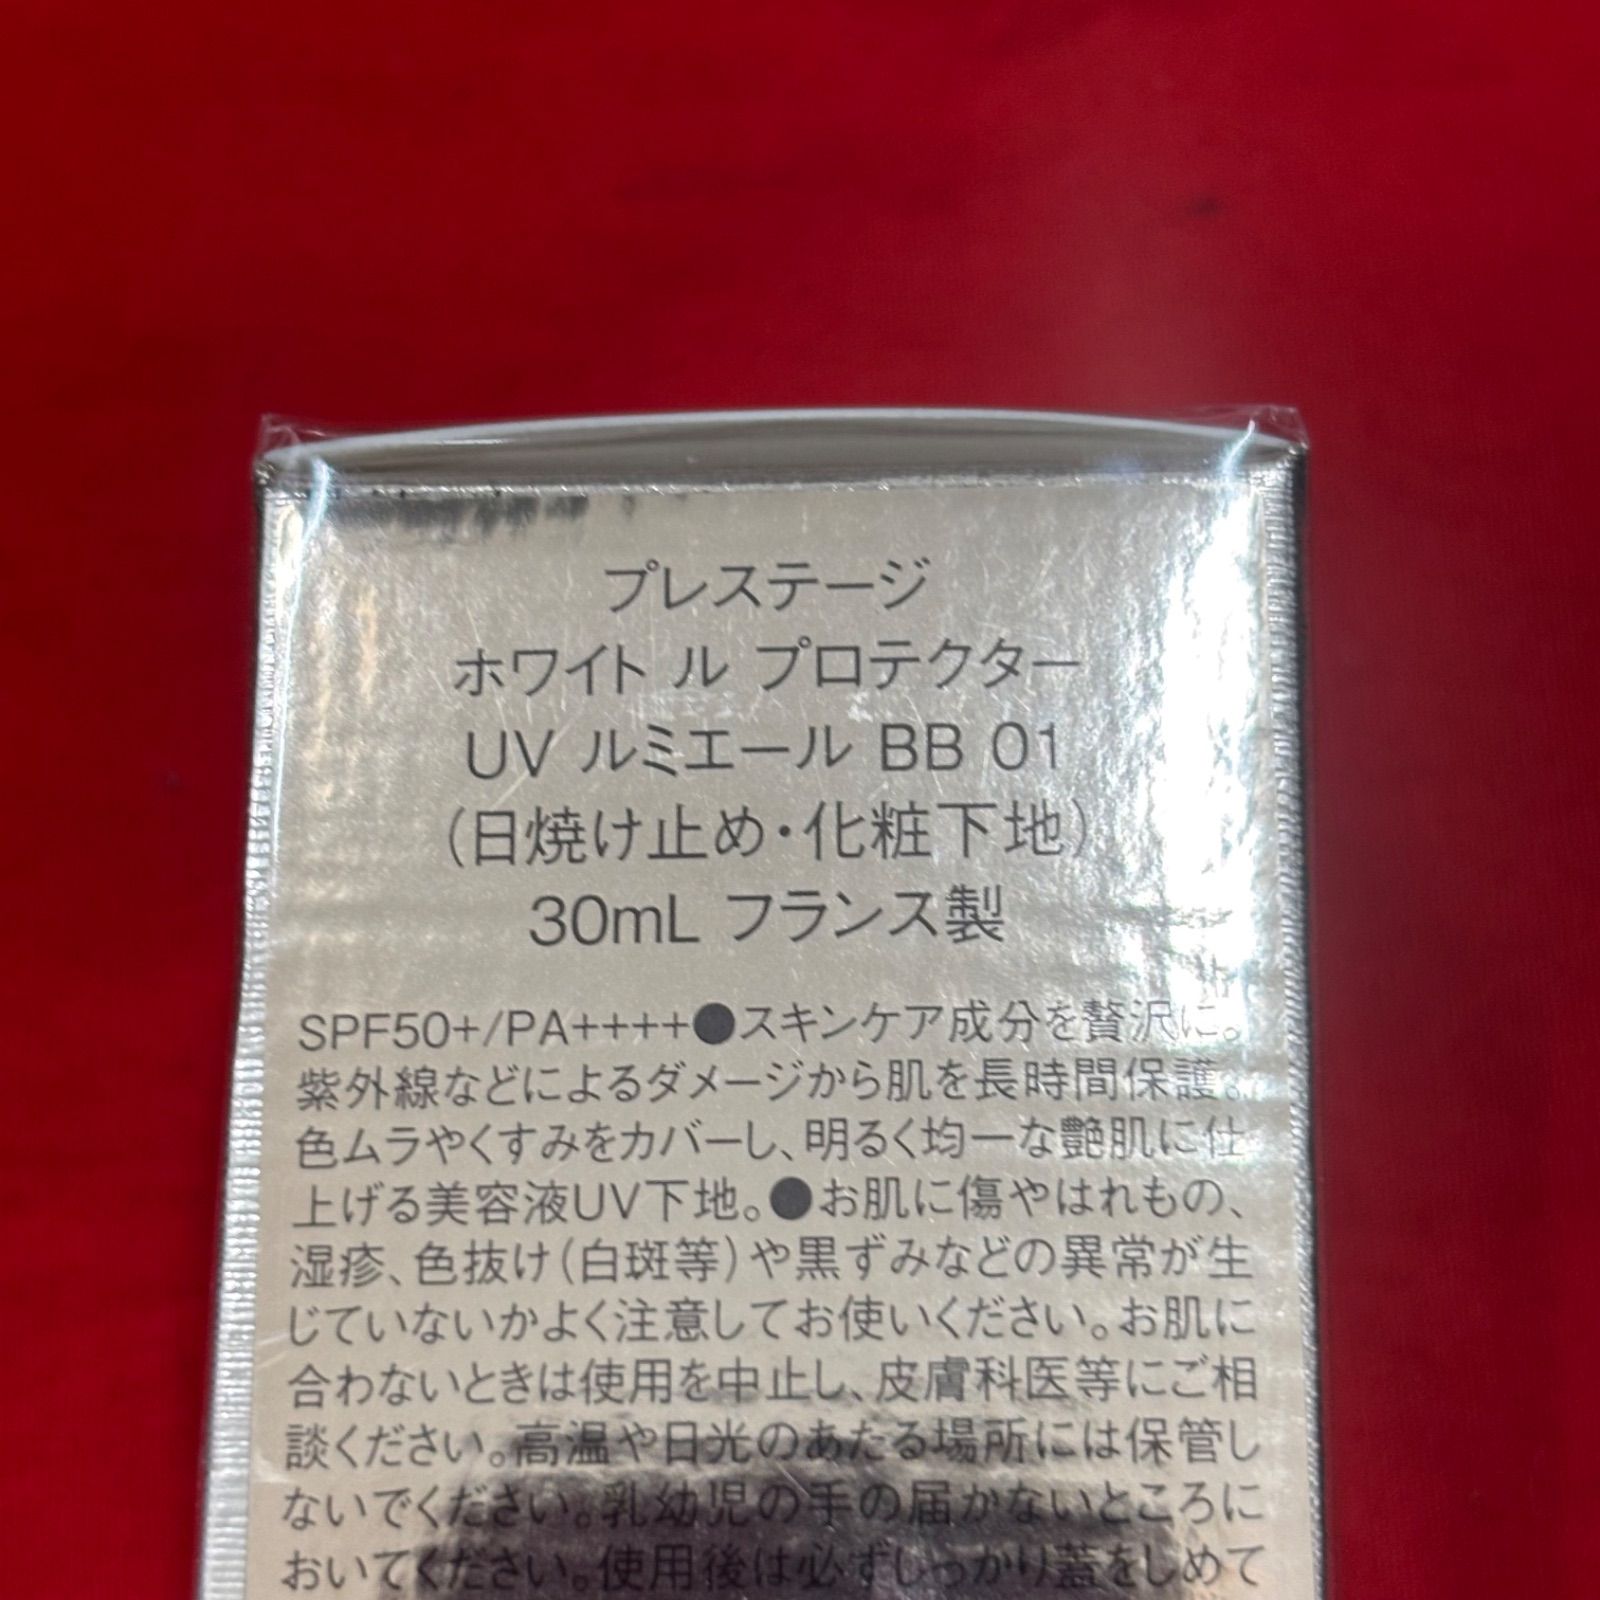 プレステージ
ホワイト ル プロテクター
UV ルミエール BB 01
(日焼け止め・化粧下地)
30mL フランス製
SPF50+/PA++++●スキンケア成分を贅沢に。
紫外線などによるダメージから肌を長時間保護。
色ムラやくすみをカバーし、明るく均一な艶肌に仕
上げる美容液UV下地。●お肌に傷やはれもの、
湿疹、色抜け(白斑等)や黒ずみなどの異常が生
じていないかよく注意してお使いください。お肌に
合わないときは使用を中止し、皮膚科医等にご相
談ください。高温や日光のあたる場所には保管し
ないでください。乳幼児の手の届かないところに
おいてください。使用後は必ずしっかり蓋をしめて